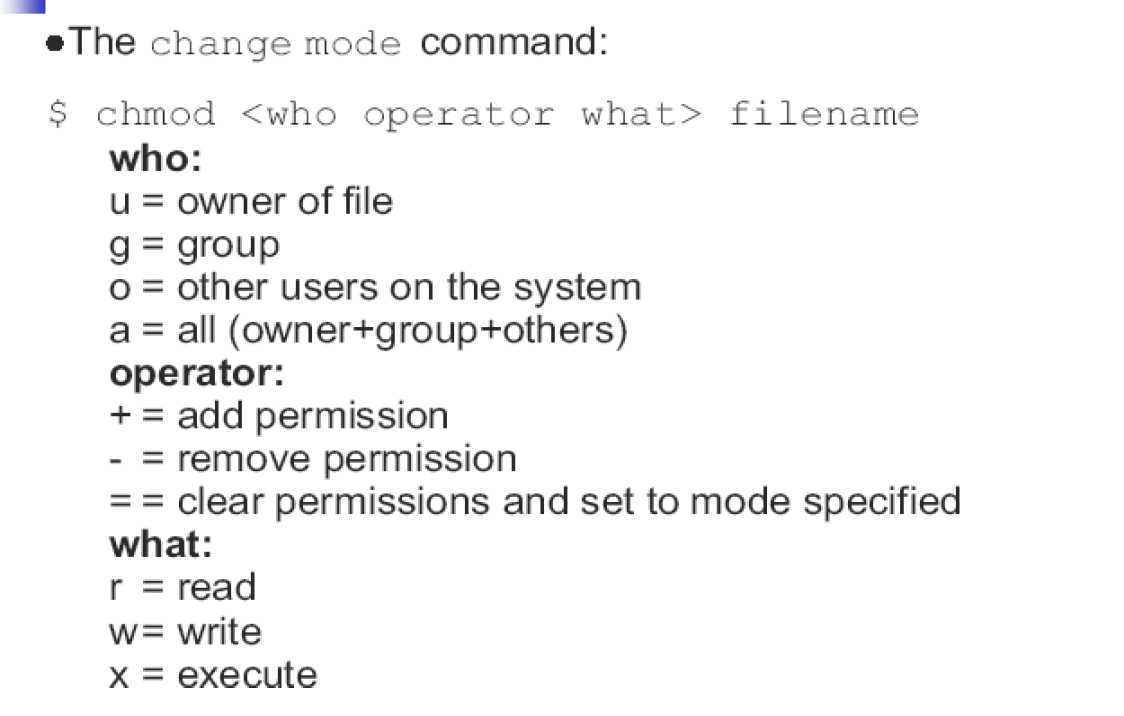 ●The change mode command:
$ chmod <who operator what> filename
who:
u = owner of file
g = group
o = other users on the system
a = all (owner+group+others)
operator:
+ = add permission
- = remove permission
= = clear permissions and set to mode specified
what:
r = read
w= write
x = execute